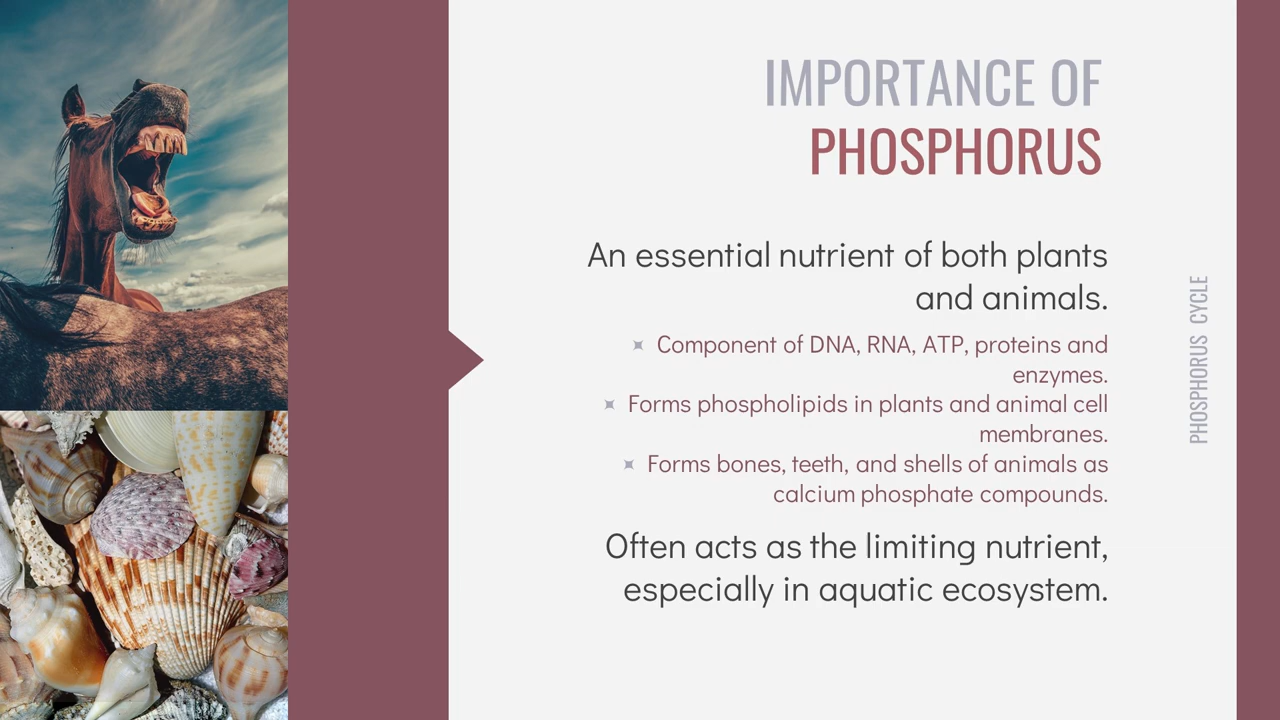 IMPORTANCE OF
PHOSPHORUS
An essential nutrient of both plants
and animals.
Component of DNA, RNA, ATP, proteins and
enzymes.
Forms phospholipids in plants and animal cell
membranes.
Forms bones, teeth, and shells of animals as
calcium phosphate compounds.
Often acts as the limiting nutrient,
especially in aquatic ecosystem.
PHOSPHORUS CYCLE